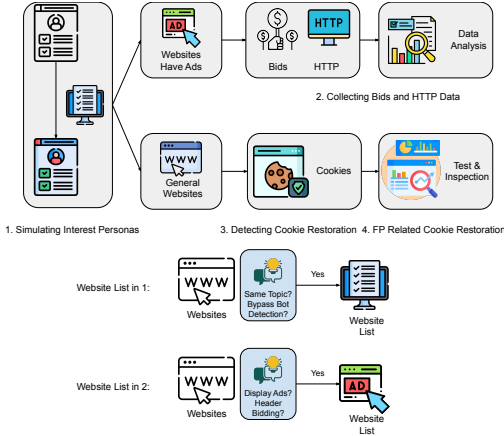 AD
Websites
Have Ads
Bids
HTTP
HTTP
Data
Analysis
2. Collecting Bids and HTTP Data
www
General
Websites
Cookies
Test &
Inspection
1. Simulating Interest Personas
3. Detecting Cookie Restoration
4. FP Related Cookie Restoration
Website List in 1:
WWW
Websites
Same Topic?
Bypass Bot
Detection?
Yes
Website
List
Website List in 2:
WWW
Websites
Display Ads?
Header
Bidding?
Yes
AD
Website
List